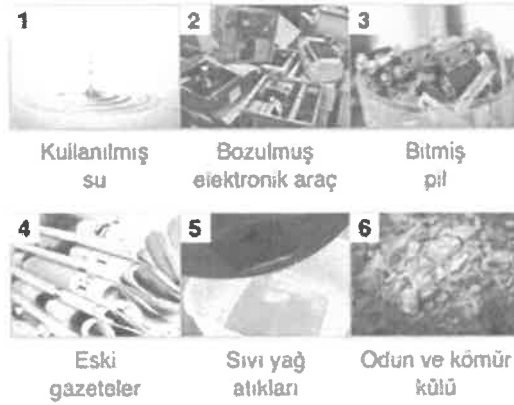 1
2
3
Kullanılmış
su
Bozulmuş
elektronik araç
Bitmiş
pil
4
5
6
Eski
gazeteler
Sıvı yağ
atıkları
Odun ve kömür
külü